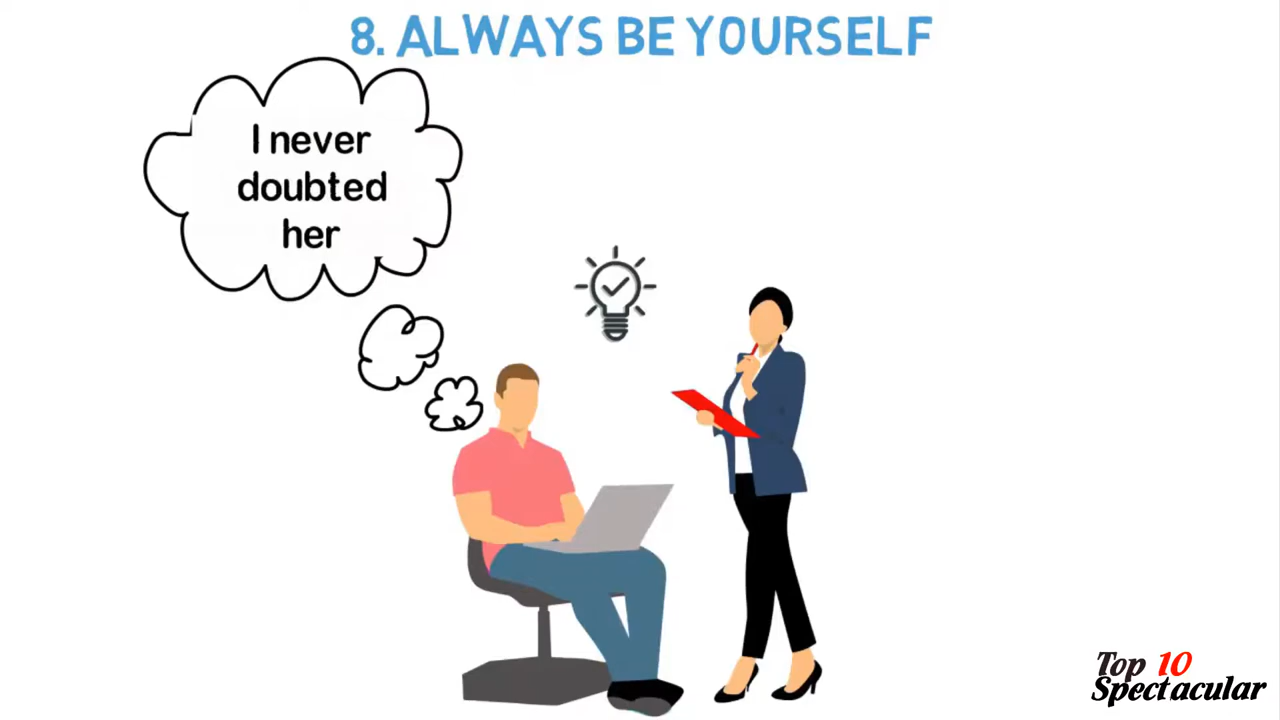 8. ALWAYS BE YOURSELF
I never
doubted
her
Top 10
Spectacular